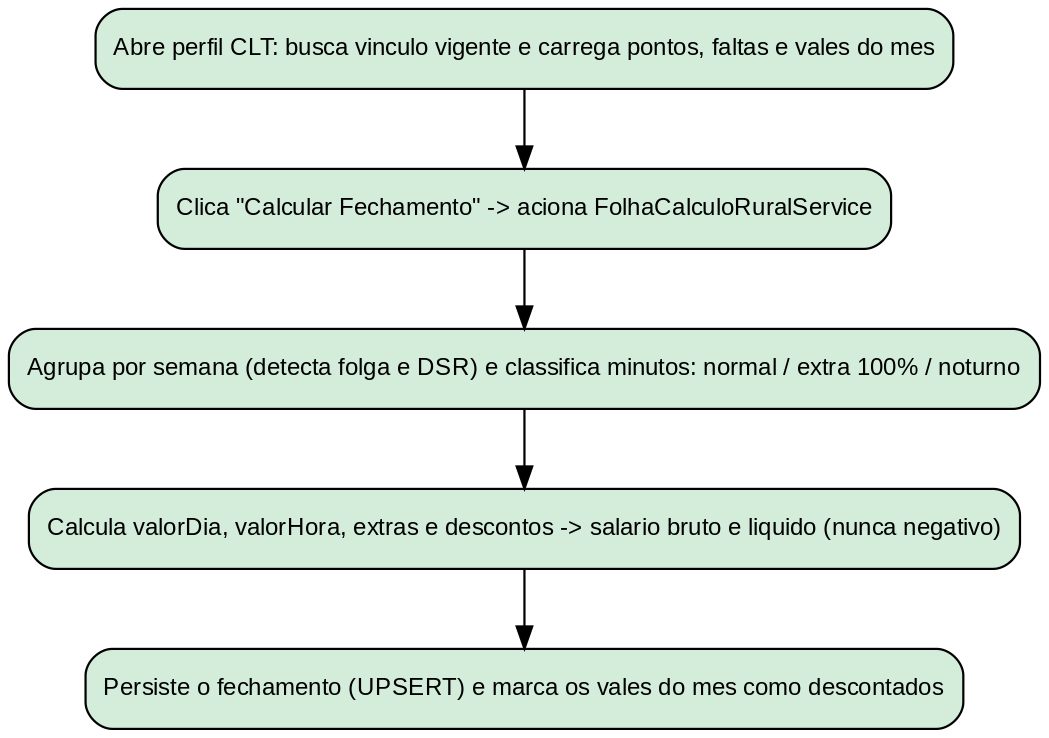 Abre perfil CLT: busca vinculo vigente e carrega pontos, faltas e vales do mes
Clica "Calcular Fechamento" -> aciona FolhaCalculoRuralService
Agrupa por semana (detecta folga e DSR) e classifica minutos: normal / extra 100% / noturno
Calcula valorDia, valorHora, extras e descontos -> salario bruto e liquido (nunca negativo)
Persiste o fechamento (UPSERT) e marca os vales do mes como descontados